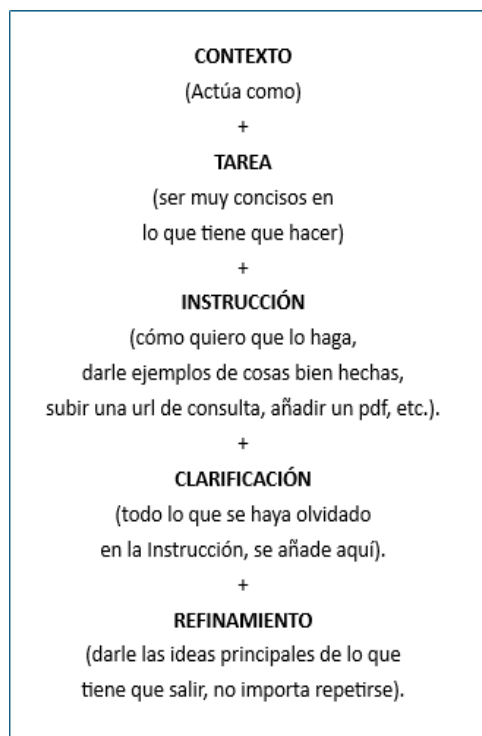 CONTEXTO
(Actúa como)
+
TAREA
(ser muy concisos en
lo que tiene que hacer)
+
INSTRUCCIÓN
(cómo quiero que lo haga,
darle ejemplos de cosas bien hechas,
subir una url de consulta, añadir un pdf, etc.).
+
CLARIFICACIÓN
(todo lo que se haya olvidado
en la Instrucción, se añade aquí).
+
REFINAMIENTO
(darle las ideas principales de lo que
tiene que salir, no importa repetirse).